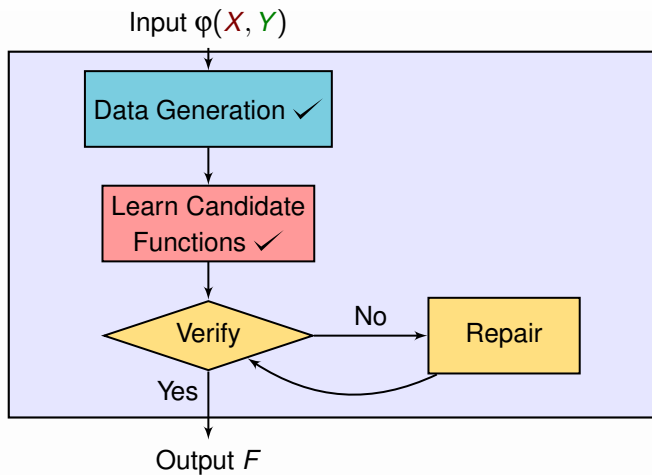 Input φ(X, Y)
Data Generation ✓
Learn Candidate
Functions ✓
Verify
No
Repair
Yes
Output F